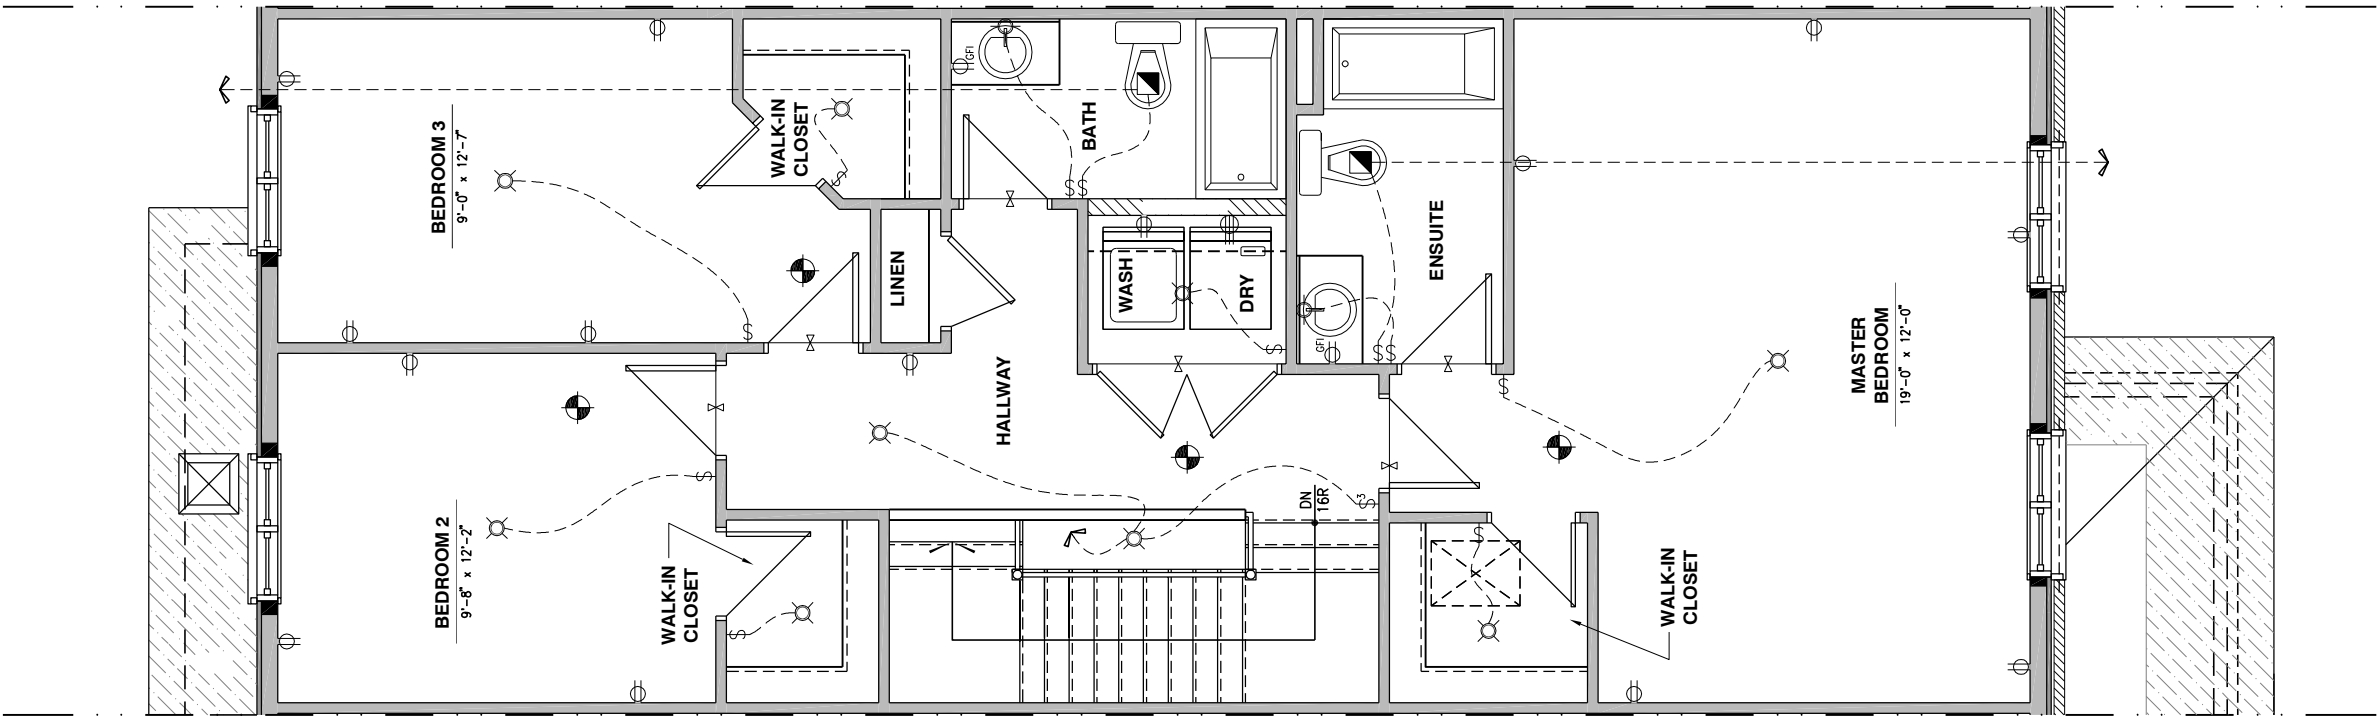 BEDROOM 3
9'-0" x 12'-7"
WALK-IN
CLOSET
GFI
BATH
LINEN
WASH
DRY
ENSUITE
GFI
MASTER
BEDROOM
19'-0" x 12'-0"
HALLWAY
BEDROOM 2
9'-8" x 12'-2"
WALK-IN
CLOSET
DN
16R
WALK-IN
CLOSET
S
S
S
S
S
S
S
S
S
S
S3
S
S